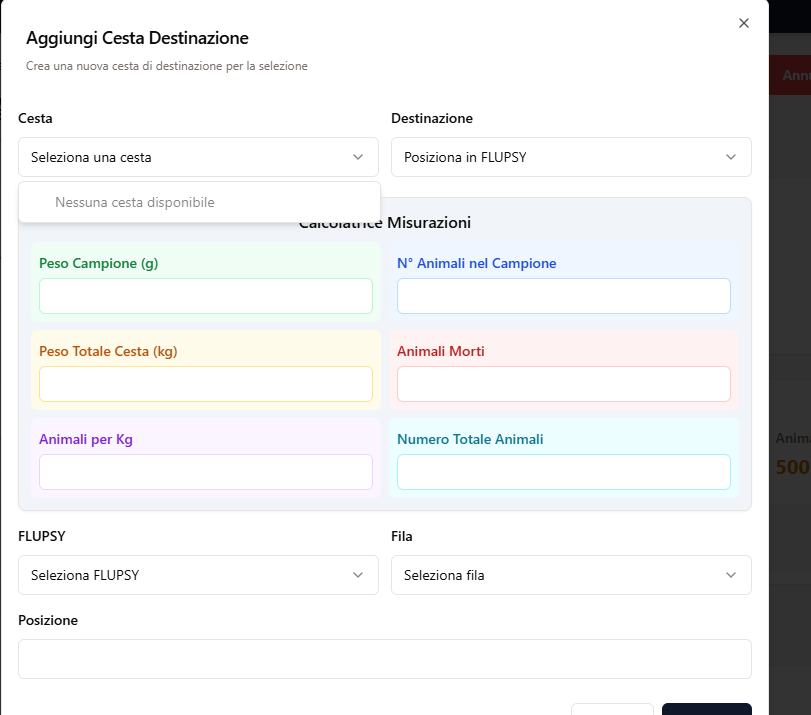 Aggiungi Cesta Destinazione
Crea una nuova cesta di destinazione per la selezione
Annu
Cesta
Destinazione
Seleziona una cesta
Posiziona in FLUPSY
Nessuna cesta disponibile
Calcolatrice Misurazioni
Peso Campione (g)
N° Animali nel Campione
Peso Totale Cesta (kg)
Animali Morti
Animali per Kg
Numero Totale Animali
Anima
500
FLUPSY
Fila
Seleziona FLUPSY
Seleziona fila
Posizione